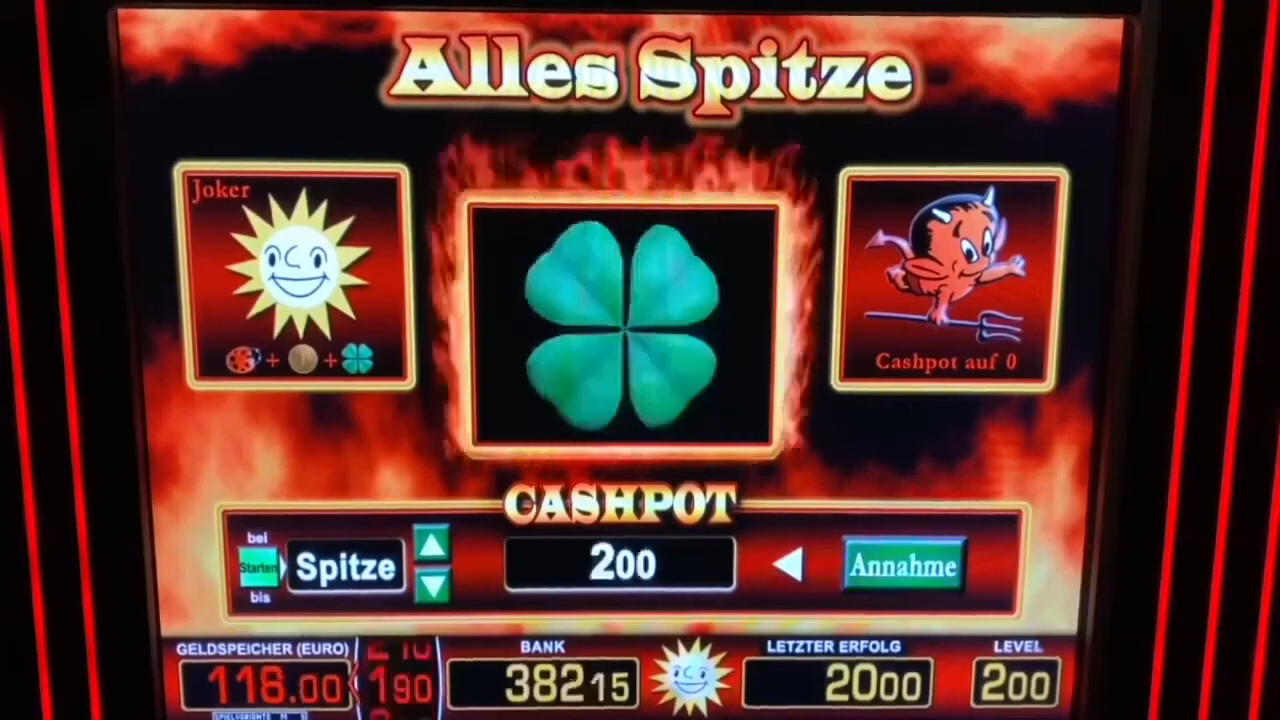 Alles Spitze
Joker
+ +
Cashpot auf 0
CASHPOT
bei
Starten
bis
Spitze
200
Annahme
GELDSPEICHER (EURO)
BANK
LETZTER ERFOLG
LEVEL
116.00
190
38215
2000
200